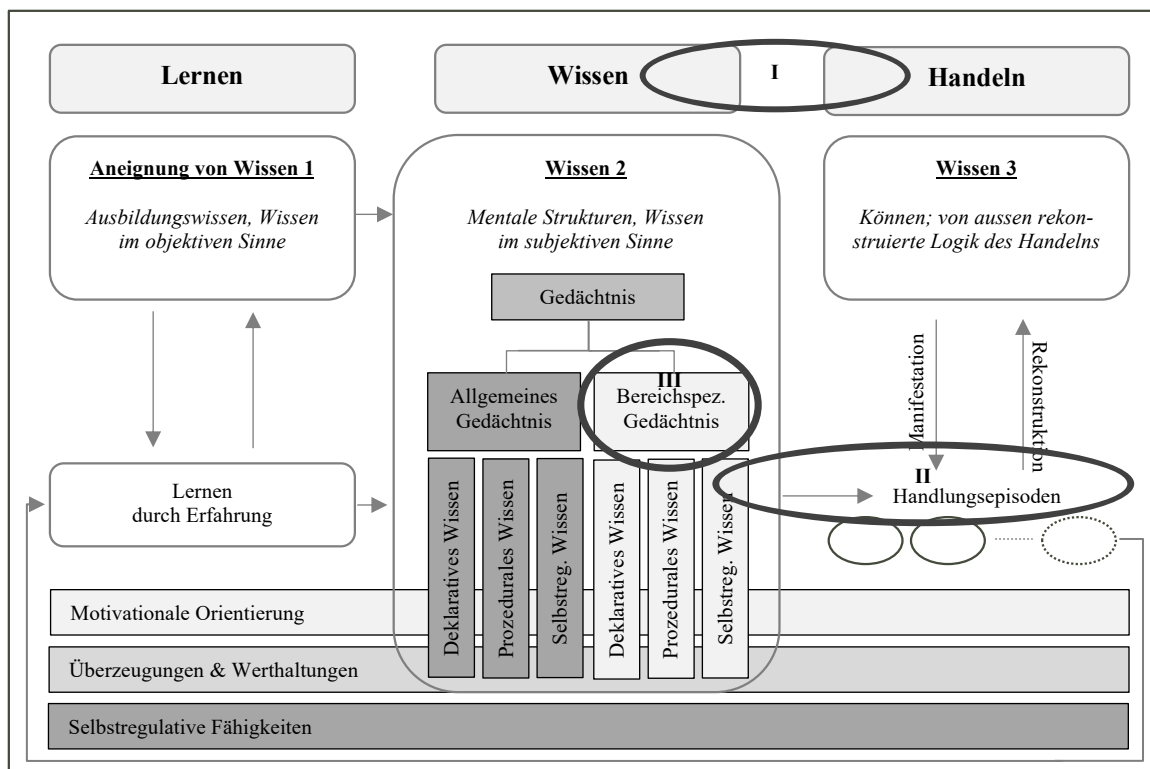 Lernen
Wissen
I
Handeln
Aneignung von Wissen 1
Ausbildungswissen, Wissen
im objektiven Sinne
Wissen 2
Mentale Strukturen, Wissen
im subjektiven Sinne
Wissen 3
Können; von aussen rekon-
struierte Logik des Handelns
Gedächtnis
Allgemeines
Gedächtnis
III
Bereichspez.
Gedächtnis
Manifestation
Rekonstruktion
Lernen
durch Erfahrung
II
Handlungsepisoden
Deklaratives Wissen
Prozedurales Wissen
Selbstreg. Wissen
Deklaratives Wissen
Prozedurales Wissen
Selbstreg. Wissen
Motivationale Orientierung
Überzeugungen & Werthaltungen
Selbstregulative Fähigkeiten